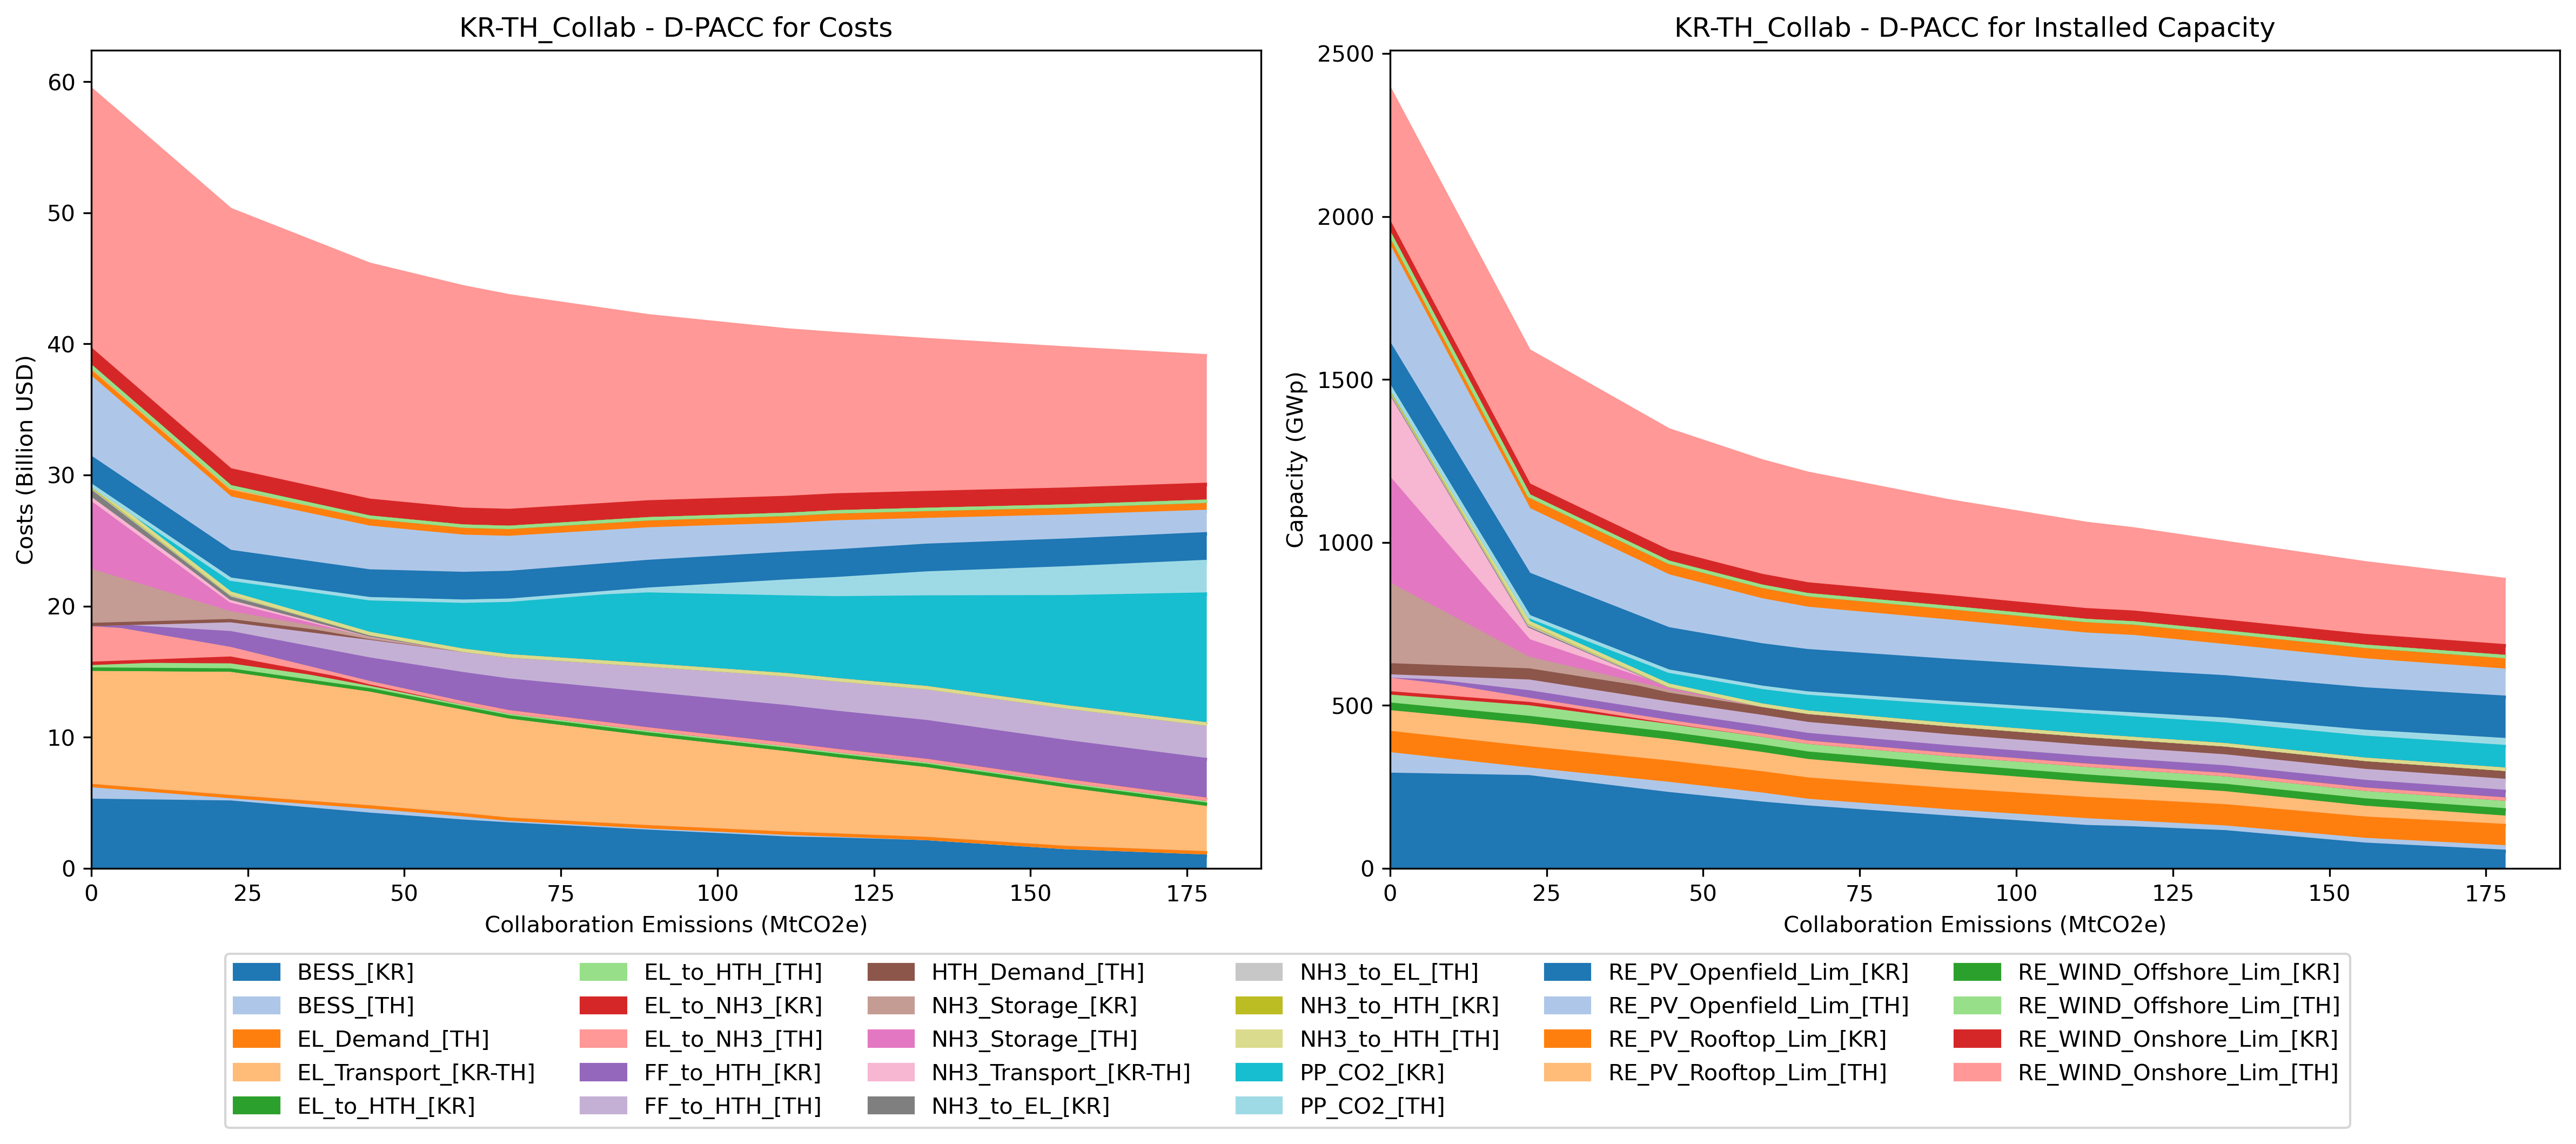 KR-TH_Collab - D-PACC for Costs
60
50
40
30
20
10
0
Costs (Billion USD)
0 25 50 75 100 125 150 175
Collaboration Emissions (MtCO2e)
KR-TH_Collab - D-PACC for Installed Capacity
2500
2000
1500
1000
500
0
Capacity (GWp)
0 25 50 75 100 125 150 175
Collaboration Emissions (MtCO2e)
BESS_[KR]
BESS_[TH]
EL_Demand_[TH]
EL_Transport_[KR-TH]
EL_to_HTH_[KR]
EL_to_HTH_[TH]
EL_to_NH3_[KR]
EL_to_NH3_[TH]
FF_to_HTH_[KR]
FF_to_HTH_[TH]
HTH_Demand_[TH]
NH3_Storage_[KR]
NH3_Storage_[TH]
NH3_Transport_[KR-TH]
NH3_to_EL_[KR]
NH3_to_EL_[TH]
NH3_to_HTH_[KR]
NH3_to_HTH_[TH]
PP_CO2_[KR]
PP_CO2_[TH]
RE_PV_Openfield_Lim_[KR]
RE_PV_Openfield_Lim_[TH]
RE_PV_Rooftop_Lim_[KR]
RE_PV_Rooftop_Lim_[TH]
RE_WIND_Offshore_Lim_[KR]
RE_WIND_Offshore_Lim_[TH]
RE_WIND_Onshore_Lim_[KR]
RE_WIND_Onshore_Lim_[TH]